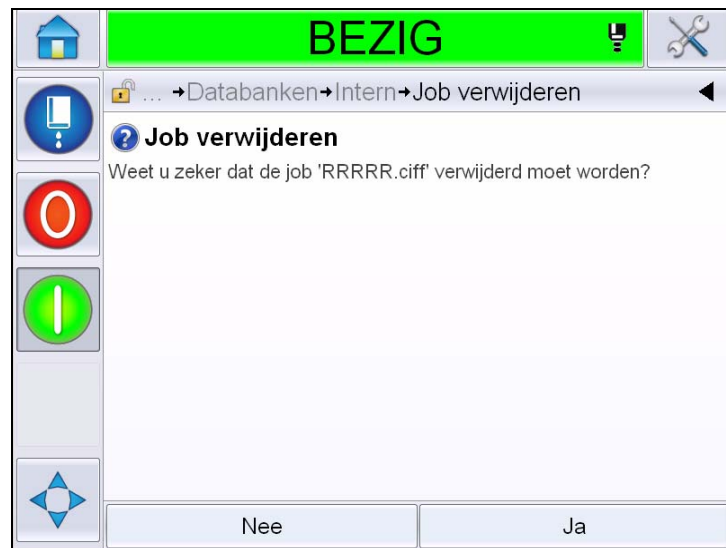 BEZIG
... →Databanken→Intern→Job verwijderen
Job verwijderen
Weet u zeker dat de job 'RRRRR.ciff' verwijderd moet worden?
Nee
Ja